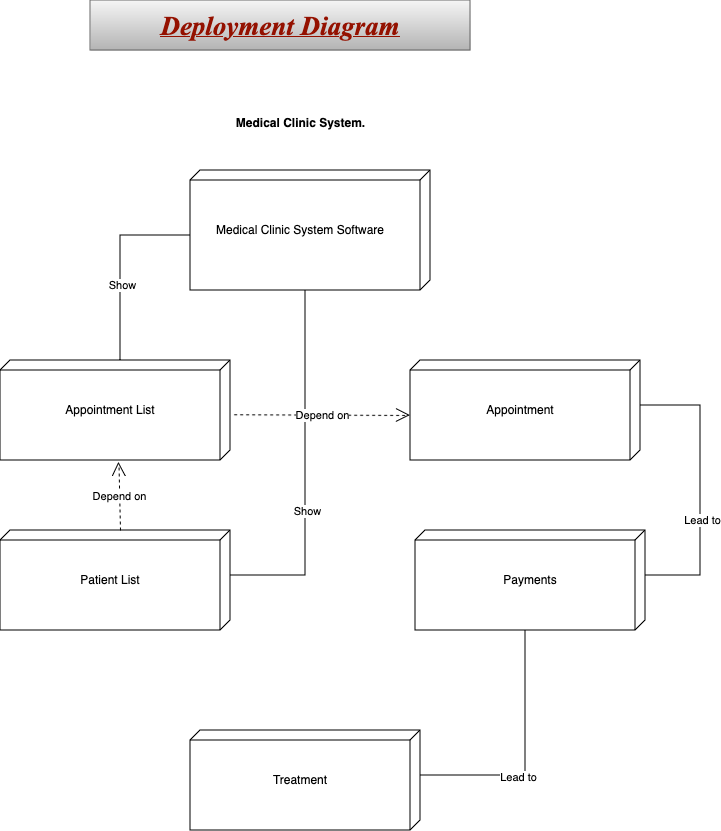 Deployment Diagram
Medical Clinic System.
Medical Clinic System Software
Show
Appointment List
Depend on
Appointment
Depend on
Show
Lead to
Patient List
Payments
Treatment
Lead to